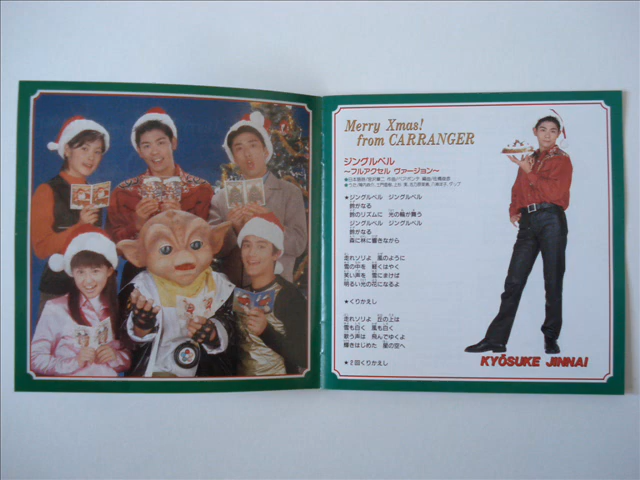 Merry Xmas!
from CARRANGER
ジングルベル
〜フルアクセル ヴァージョン〜
★ジングルベル ジングルベル
鈴がなる
鈴のリズムに 光の輪が舞う
ジングルベル ジングルベル
鈴がなる
森に林に響きながら
走れソリよ 風のように
雪の中を 軽くはやく
笑い声を 雪にまけば
明るい光の花になるよ
★くりかえし
走れソリよ 丘の上は
雪も白く 風も白く
歌う声は 飛んでゆくよ
輝きはじめた 星の空へ
★2回くりかえし
KYŌSUKE JINNAI